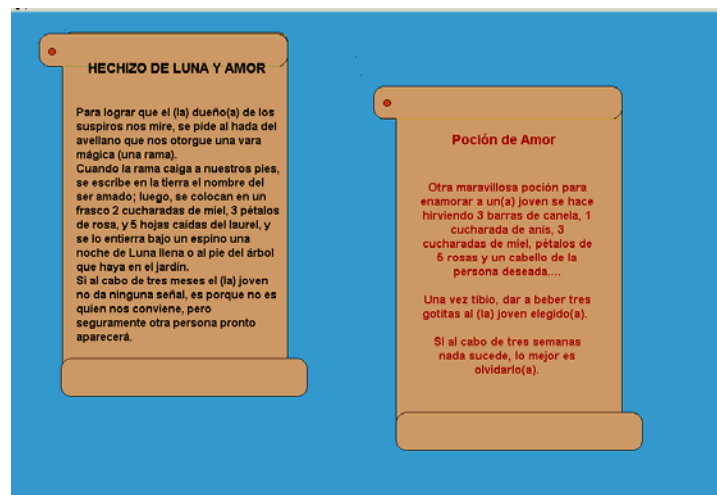 HECHIZO DE LUNA Y AMOR
Para lograr que el (la) dueño(a) de los
suspiros nos mire, se pide al hada del
avellano que nos otorgue una vara
mágica (una rama).
Cuando la rama caiga a nuestros pies,
se escribe en la tierra el nombre del
ser amado; luego, se colocan en un
frasco 2 cucharadas de miel, 3 pétalos
de rosa, y 5 hojas caídas del laurel, y
se lo entierra bajo un espino una
noche de Luna llena o al pie del árbol
que haya en el jardín.
Si al cabo de tres meses el (la) joven
no da ninguna señal, es porque no es
quien nos conviene, pero
seguramente otra persona pronto
aparecerá.
Poción de Amor
Otra maravillosa poción para
enamorar a un(a) joven se hace
hirviendo 3 barras de canela, 1
cucharada de anís, 3
cucharadas de miel, pétalos de
5 rosas y un cabello de la
persona deseada....
Una vez tibio, dar a beber tres
gotitas al (la) joven elegido(a).
Si al cabo de tres semanas
nada sucede, lo mejor es
olvidarlo(a).